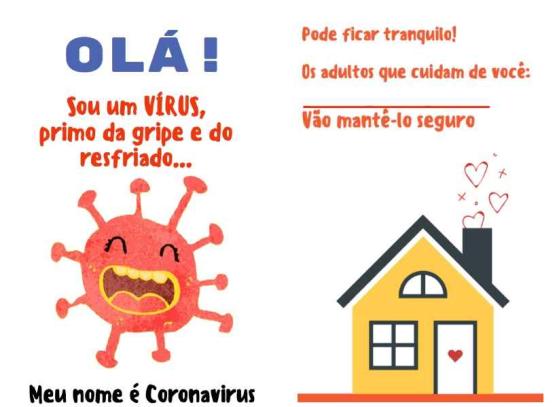 OLÁ!
Sou um VÍRUS,
primo da gripe e do
resfriado...
Meu nome é Coronavirus
Pode ficar tranquilo!
Os adultos que cuidam de você:
Vão mantê-lo seguro